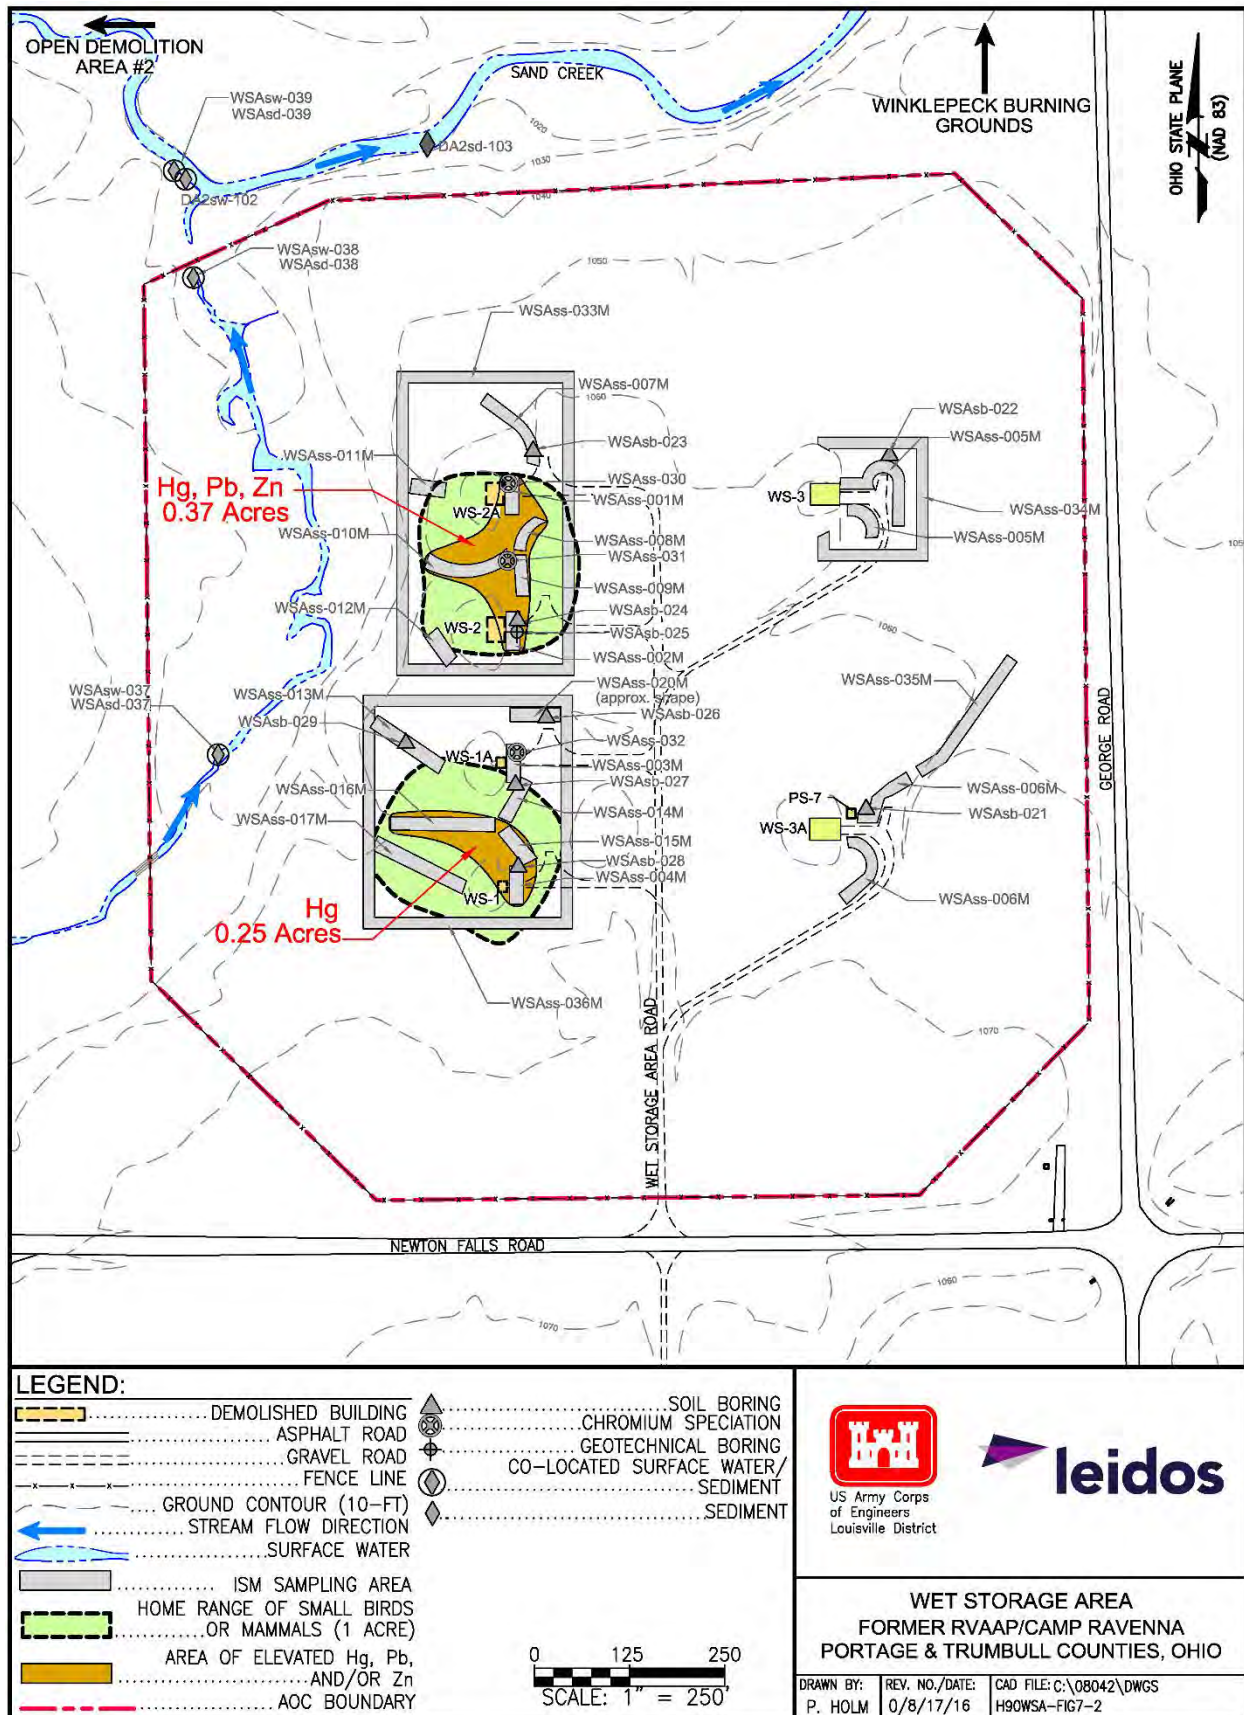 OPEN DEMOLITION
AREA #2
SAND CREEK
WINKLEPECK BURNING
GROUNDS
OHIO STATE PLANE
(NAD 83)
WSAsw-039
WSAsd-039
DA2sd-103
DA2sw-102
1020
1030
1040
WSAsw-038
WSAsd-038
1050
WSAss-033M
WSAss-007M
1060
WSAsb-023
WSAss-011M
WSAss-030
WSAss-001M
Hg, Pb, Zn
0.37 Acres
WS-2A
WSAss-010M
WSAss-008M
WSAss-031
WSAss-009M
WSAss-012M
WSAsb-024
WS-2
WSAsb-025
WSAss-002M
WSAsb-022
WSAss-005M
WS-3
WSAss-034M
WSAss-005M
1060
WSAsw-037
WSAsd-037
WSAss-013M
WSAss-020M
(approx. shape)
WSAsb-026
WSAsb-029
WSAss-032
WS-1A
WSAss-003M
WSAsb-027
WSAss-016M
WSAss-014M
WSAss-017M
WSAss-015M
WSAsb-028
WSAss-004M
WS-1
Hg
0.25 Acres
WSAss-036M
WSAss-035M
WSAss-006M
PS-7
WSAsb-021
WS-3A
WSAss-006M
GEORGE ROAD
1070
WET STORAGE AREA ROAD
NEWTON FALLS ROAD
1060
1070
LEGEND:
DEMOLISHED BUILDING
ASPHALT ROAD
GRAVEL ROAD
FENCE LINE
GROUND CONTOUR (10-FT)
STREAM FLOW DIRECTION
SURFACE WATER
ISM SAMPLING AREA
HOME RANGE OF SMALL BIRDS
OR MAMMALS (1 ACRE)
AREA OF ELEVATED Hg, Pb,
AND/OR Zn
AOC BOUNDARY
SOIL BORING
CHROMIUM SPECIATION
GEOTECHNICAL BORING
CO-LOCATED SURFACE WATER/
SEDIMENT
SEDIMENT
0 125 250
SCALE: 1" = 250'
US Army Corps
of Engineers
Louisville District
leidos
WET STORAGE AREA
FORMER RVAAP/CAMP RAVENNA
PORTAGE & TRUMBULL COUNTIES, OHIO
DRAWN BY:
P. HOLM
REV. NO./DATE:
0/8/17/16
CAD FILE: C:\08042\DWGS
H90WSA-FIG7-2